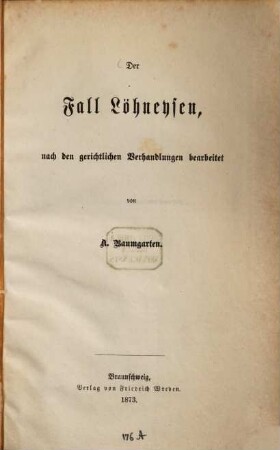 Der
Fall Löhneysen,
nach den gerichtlichen Verhandlungen bearbeitet
von
A. Baumgarten.
Braunschweig,
Verlag von Friedrich Wreden.
1873.